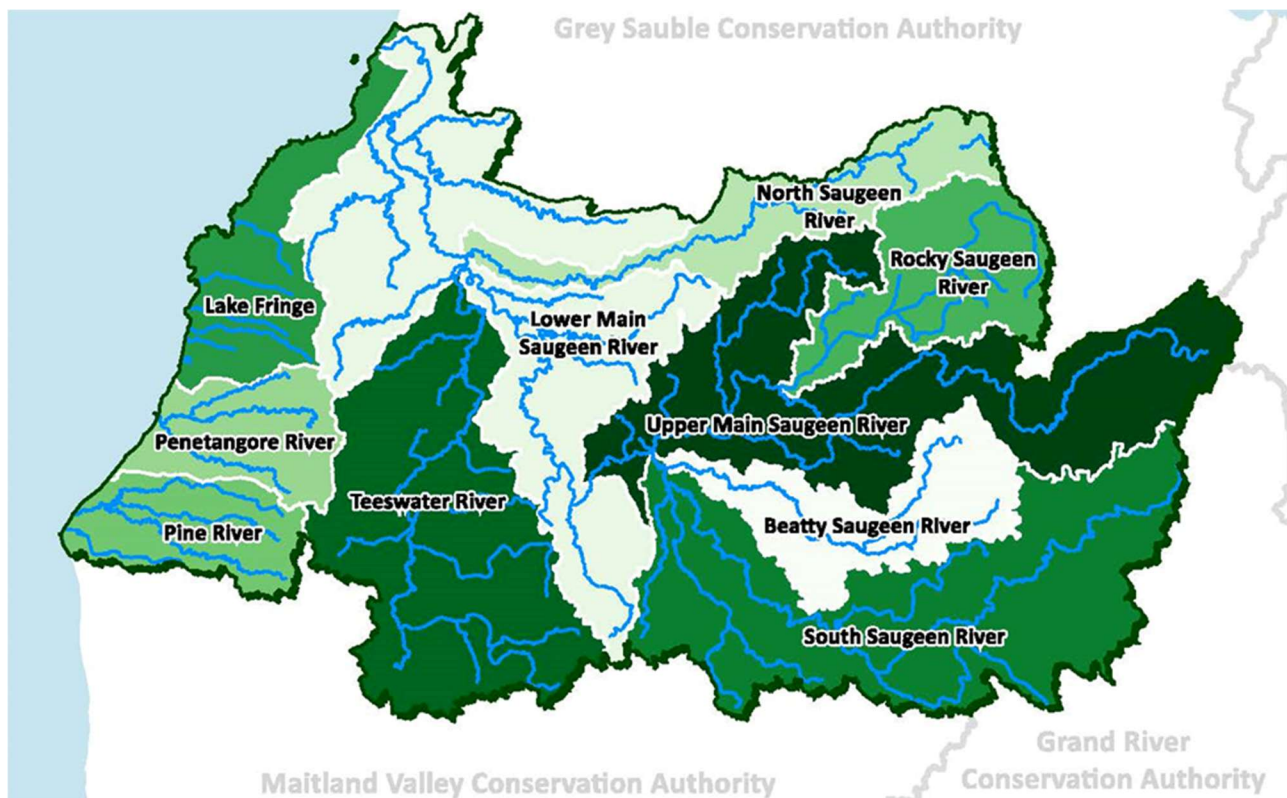 Grey Sauble Conservation Authority
North Saugeen
River
Rocky Saugeen
River
Lake Fringe
Lower Main
Saugeen River
Penetangore River
Upper Main Saugeen River
Teeswater River
Pine River
Beatty Saugeen River
South Saugeen River
Grand River
Conservation Authority
Maitland Valley Conservation Authority